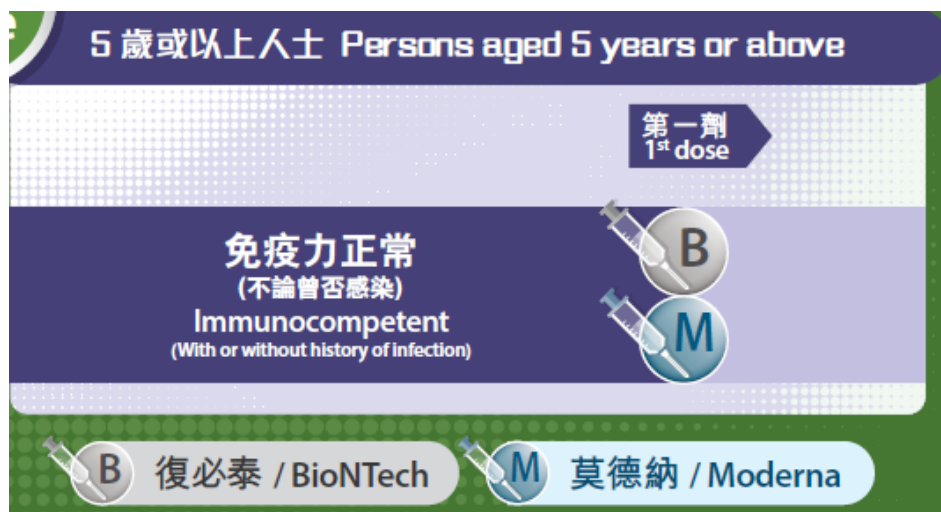 5 歲或以上人士 Persons aged 5 years or above
第一劑
1st dose
免疫力正常
(不論曾否感染)
Immunocompetent
(With or without history of infection)
B
M
B 復必泰 / BioNTech
M 莫德納 / Moderna